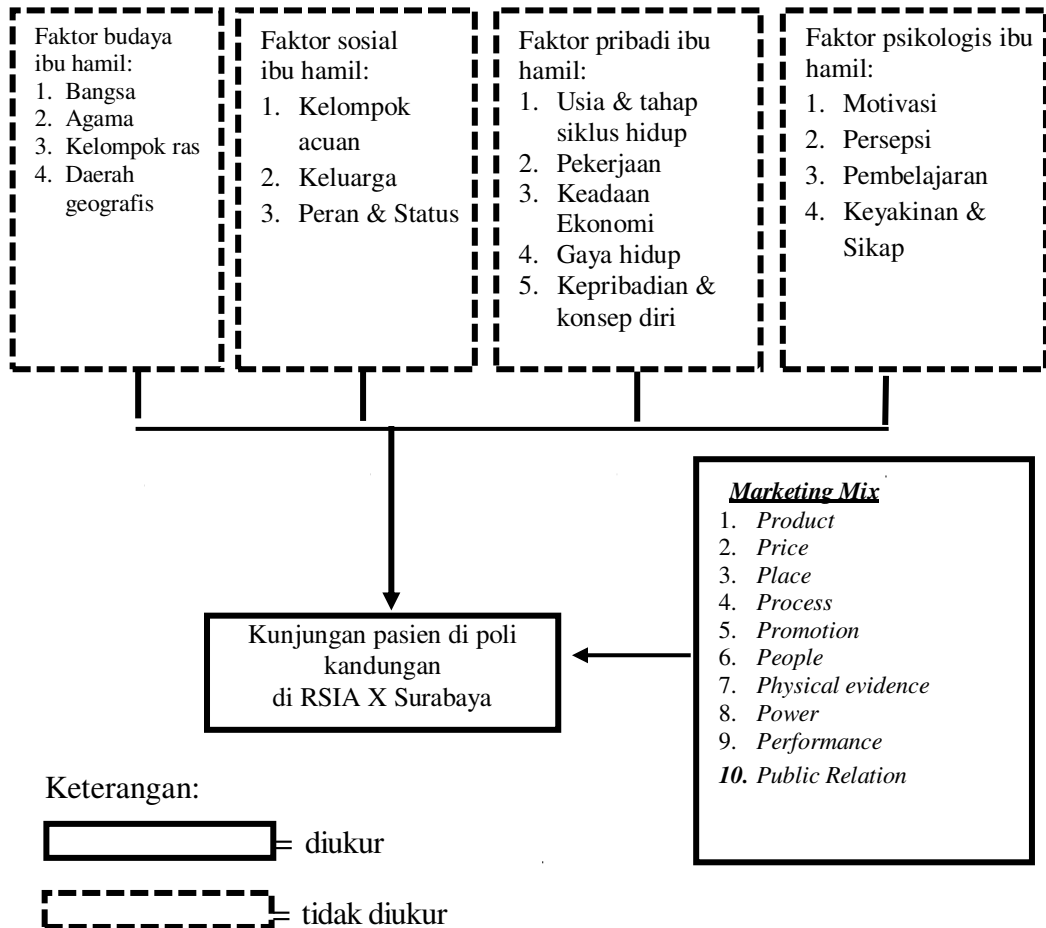 Faktor budaya
ibu hamil:
1. Bangsa
2. Agama
3. Kelompok ras
4. Daerah
geografis
Faktor sosial
ibu hamil:
1. Kelompok
acuan
2. Keluarga
3. Peran & Status
Faktor pribadi ibu
hamil:
1. Usia & tahap
siklus hidup
2. Pekerjaan
3. Keadaan
Ekonomi
4. Gaya hidup
5. Kepribadian &
konsep diri
Faktor psikologis ibu
hamil:
1. Motivasi
2. Persepsi
3. Pembelajaran
4. Keyakinan &
Sikap
Marketing Mix
1. Product
2. Price
3. Place
4. Process
5. Promotion
6. People
7. Physical evidence
8. Power
9. Performance
10. Public Relation
Kunjungan pasien di poli
kandungan
di RSIA X Surabaya
Keterangan:
= diukur
= tidak diukur